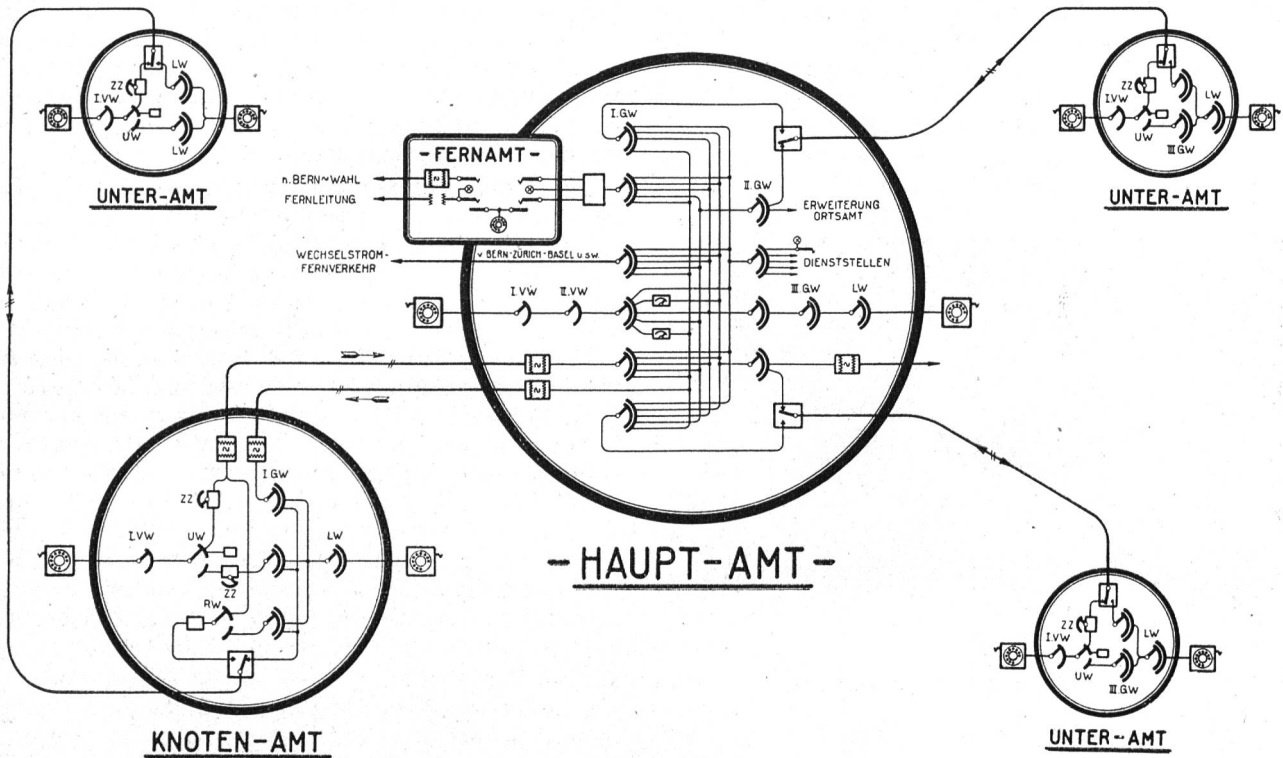 LW
ZZ
I.VW
UW
LW
UNTER-AMT
- FERNAMT -
n. BERN~WAHL
FERNLEITUNG
WECHSELSTROM-
FERNVERKEHR
v BERN-ZÜRICH-BASEL u.s.w.
I.GW
II.GW
ERWEITERUNG
ORTSAMT
DIENSTSTELLEN
I.VW
II.VW
III.GW
LW
- HAUPT-AMT -
ZZ
I.VW
UW
LW
III.GW
UNTER-AMT
I.GW
ZZ
I.VW
UW
LW
ZZ
RW
KNOTEN-AMT
ZZ
I.VW
LW
UW
III.GW
UNTER-AMT